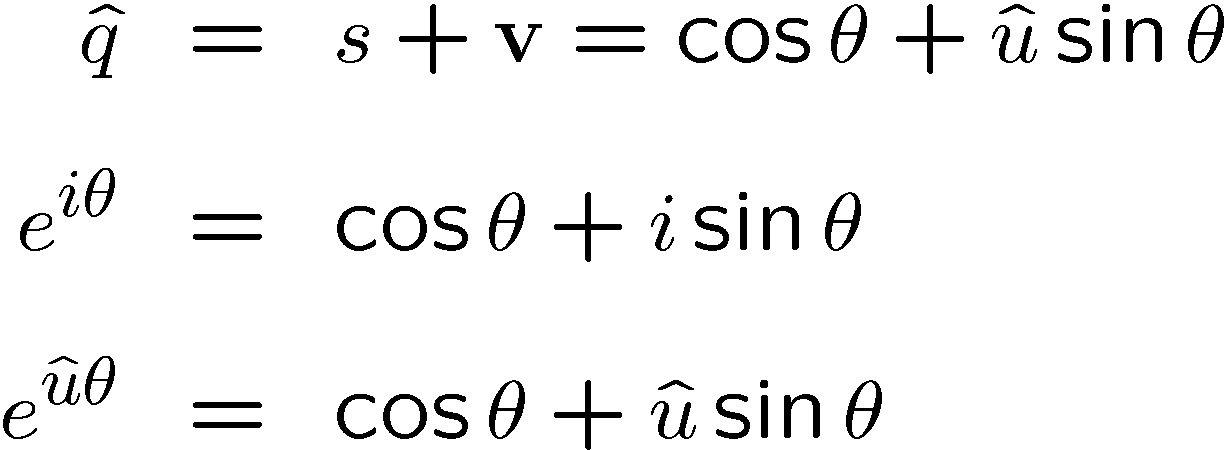 q̂ = s + 𝐯 = cos θ + û sin θ
e^{iθ} = cos θ + i sin θ
e^{ûθ} = cos θ + û sin θ